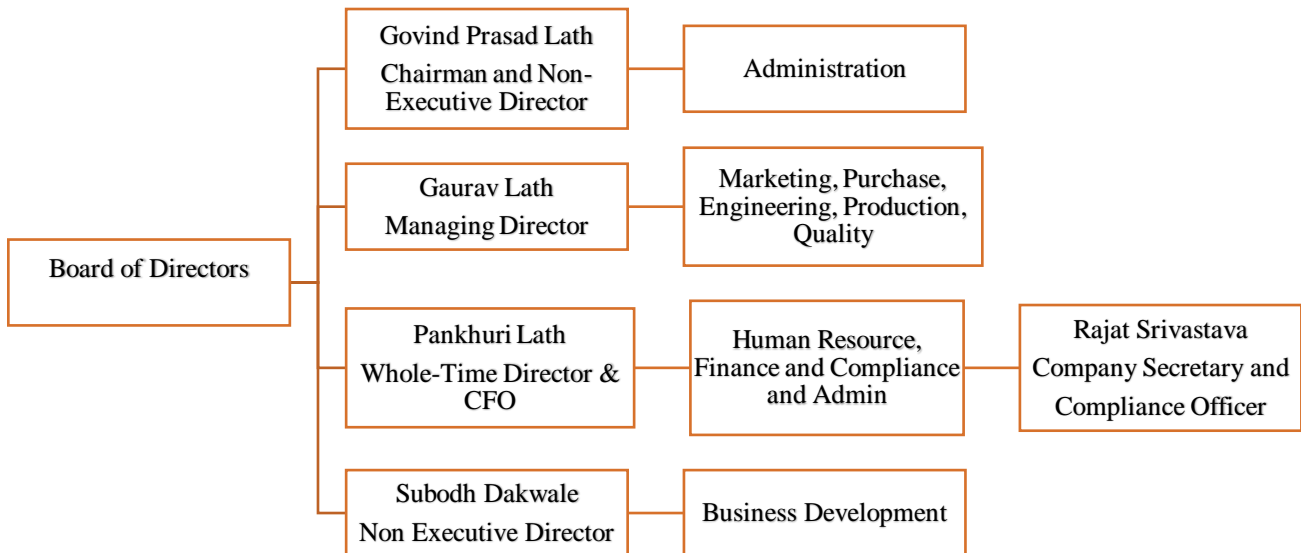 Govind Prasad Lath
Chairman and Non-
Executive Director
Administration
Gaurav Lath
Managing Director
Marketing, Purchase,
Engineering, Production,
Quality
Board of Directors
Pankhuri Lath
Whole-Time Director &
CFO
Human Resource,
Finance and Compliance
and Admin
Rajat Srivastava
Company Secretary and
Compliance Officer
Subodh Dakwale
Non Executive Director
Business Development